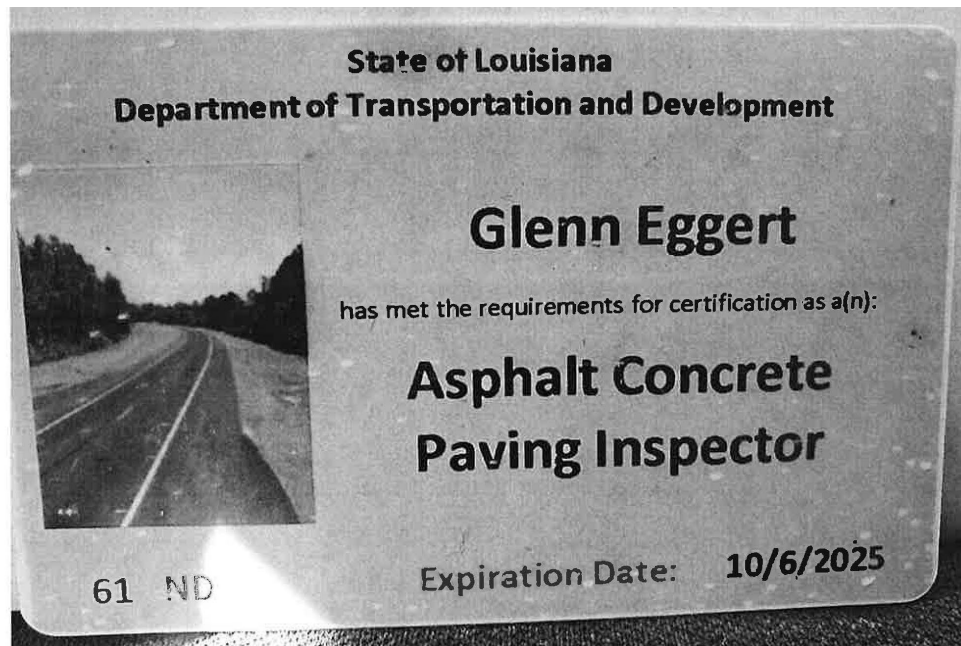 State of Louisiana
Department of Transportation and Development
Glenn Eggert
has met the requirements for certification as a(n):
Asphalt Concrete
Paving Inspector
61 ND
Expiration Date: 10/6/2025